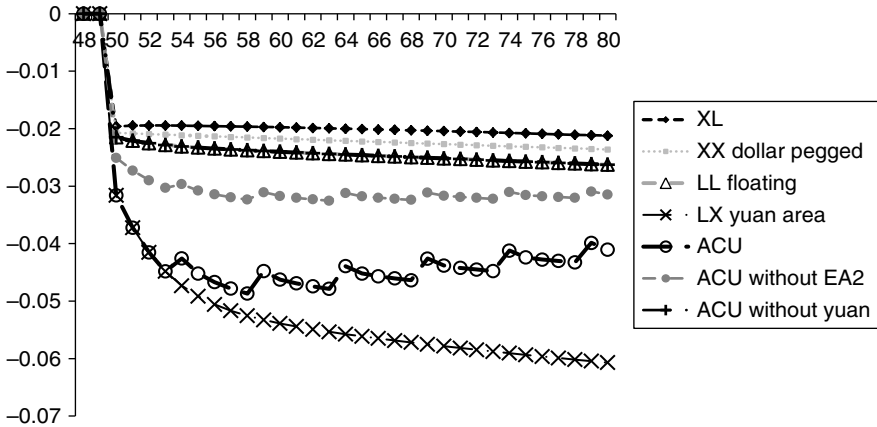 0
48 50 52 54 56 58 60 62 64 66 68 70 72 74 76 78 80
–0.01
–0.02
–0.03
–0.04
–0.05
–0.06
–0.07
XL
XX dollar pegged
LL floating
LX yuan area
ACU
ACU without EA2
ACU without yuan